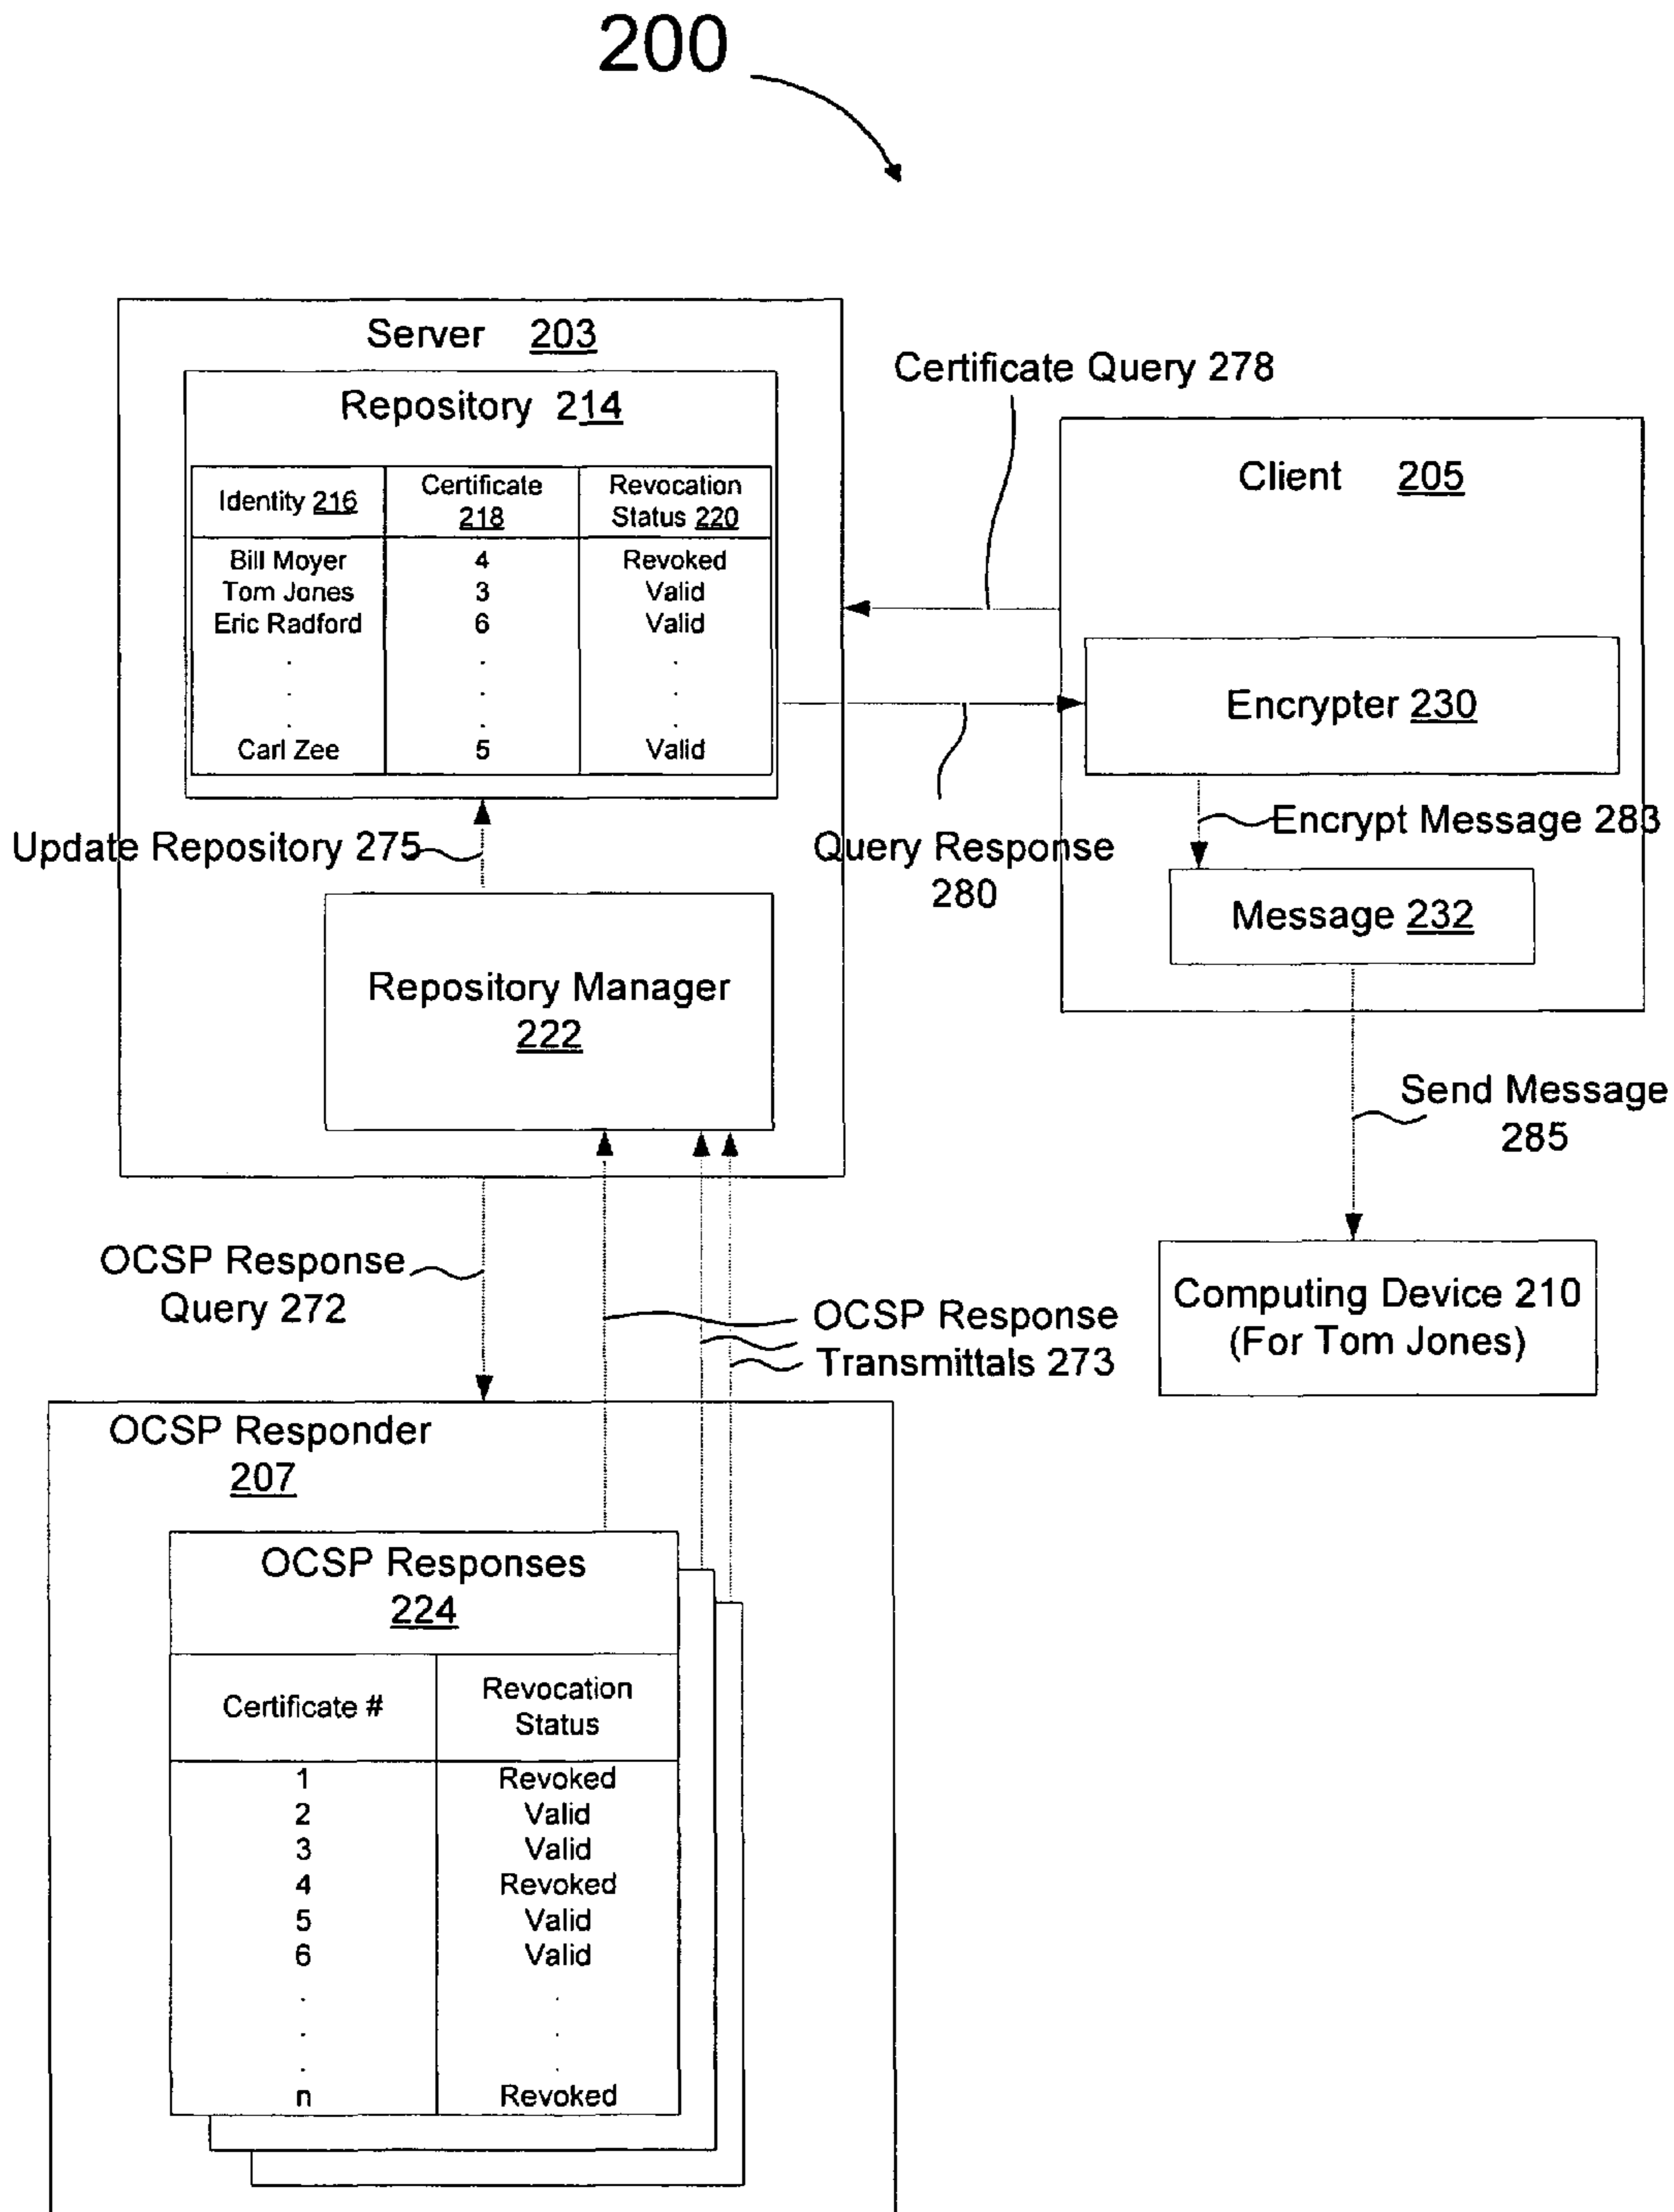 200
Server 203
Repository 214
Identity 216
Certificate
218
Revocation
Status 220
Bill Moyer 4 Revoked
Tom Jones 3 Valid
Eric Radford 6 Valid
. . .
. . .
. . .
Carl Zee 5 Valid
Update Repository 275
Repository Manager
222
Certificate Query 278
Query Response
280
Client 205
Encrypter 230
Encrypt Message 283
Message 232
Send Message
285
Computing Device 210
(For Tom Jones)
OCSP Response
Query 272
OCSP Response
Transmittals 273
OCSP Responder
207
OCSP Responses
224
Certificate #
Revocation
Status
1 Revoked
2 Valid
3 Valid
4 Revoked
5 Valid
6 Valid
. .
. .
. .
n Revoked